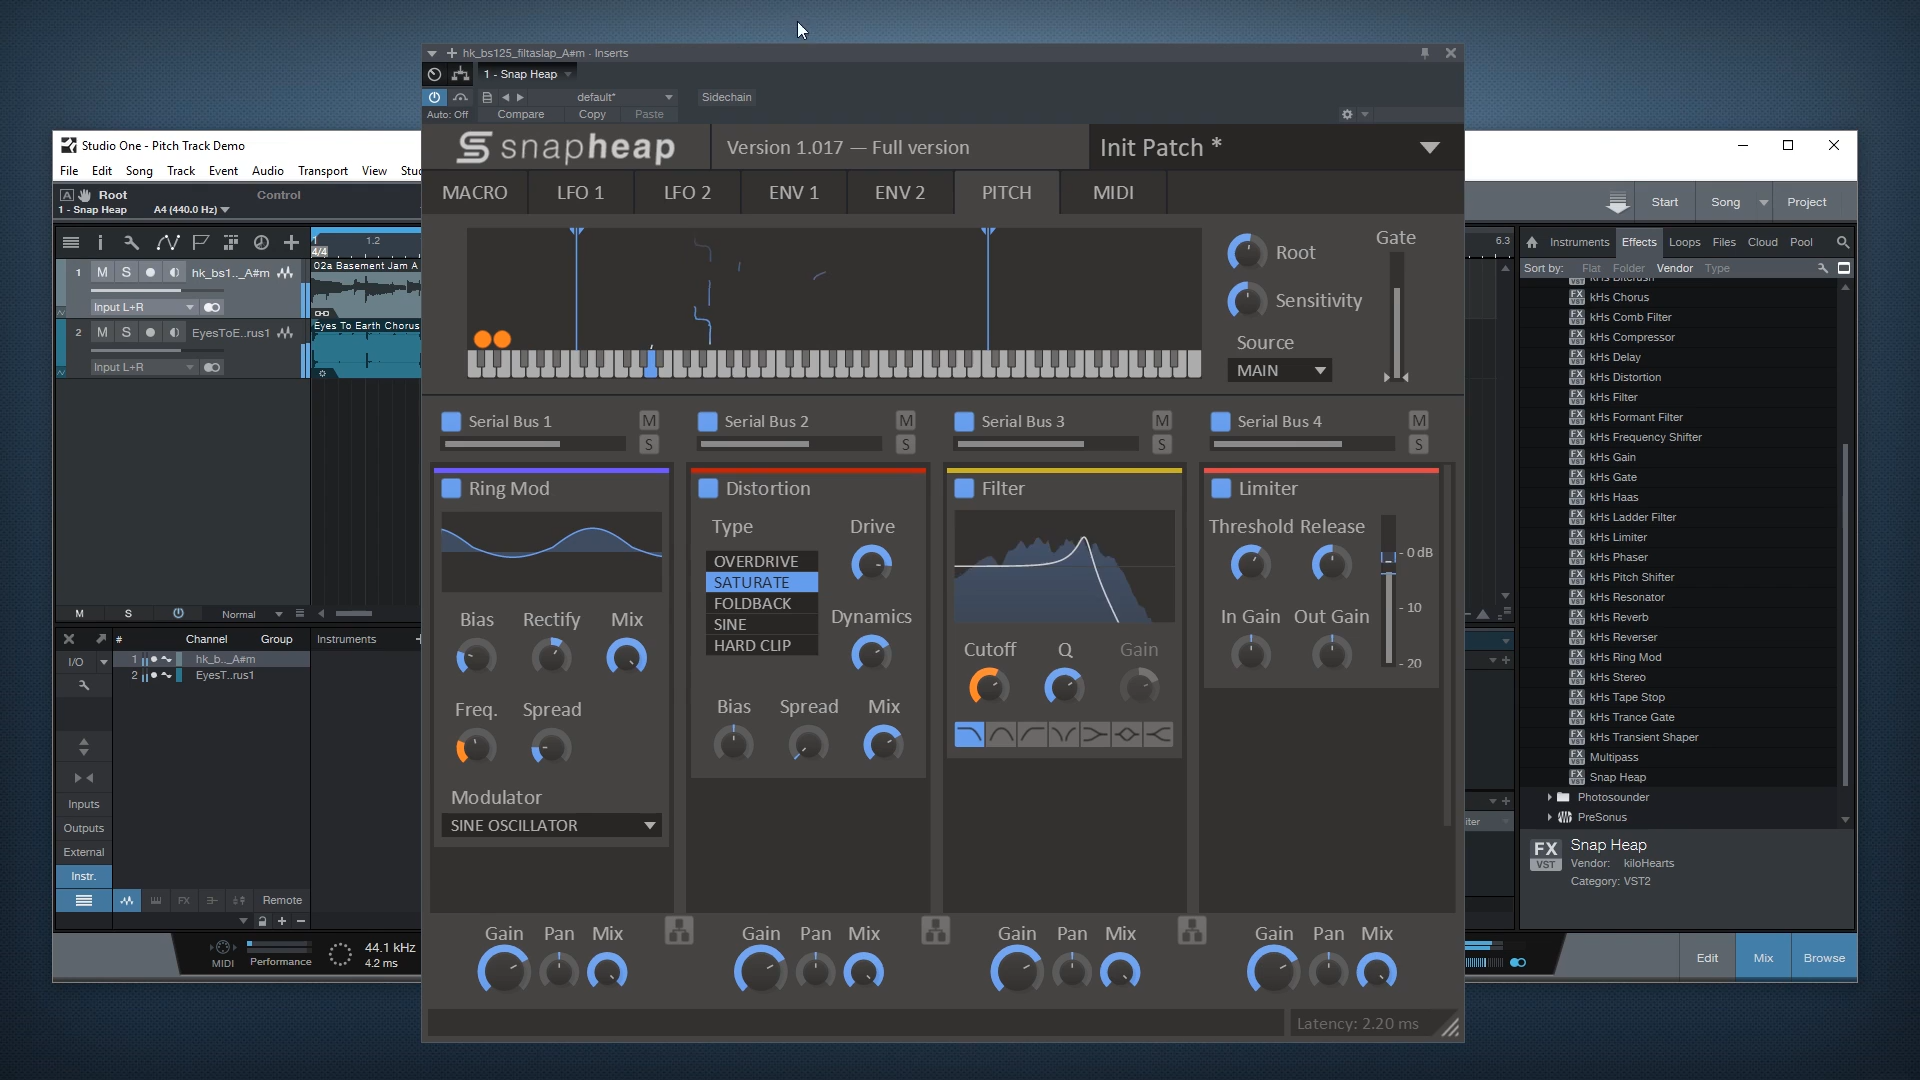 hk_bs125_filtaslap_A#m - Inserts
1 - Snap Heap
default*
Sidechain
Auto: Off
Compare
Copy
Paste
snapheap
Version 1.017 — Full version
Init Patch *
MACRO
LFO 1
LFO 2
ENV 1
ENV 2
PITCH
MIDI
Root
Sensitivity
Gate
Source
MAIN
Serial Bus 1
M
S
Serial Bus 2
M
S
Serial Bus 3
M
S
Serial Bus 4
M
S
Ring Mod
Bias
Rectify
Mix
Freq.
Spread
Modulator
SINE OSCILLATOR
Distortion
Type
Drive
OVERDRIVE
SATURATE
FOLDBACK
SINE
HARD CLIP
Dynamics
Bias
Spread
Mix
Filter
Cutoff
Q
Gain
Limiter
Threshold
Release
In Gain
Out Gain
- 0 dB
- 10
- 20
Gain
Pan
Mix
Gain
Pan
Mix
Gain
Pan
Mix
Gain
Pan
Mix
Latency: 2.20 ms
Studio One - Pitch Track Demo
File
Edit
Song
Track
Event
Audio
Transport
View
A
Root
Control
1 - Snap Heap
A4 (440.0 Hz)
1
1.2
4/4
1
M
S
hk_bs1..._A#m
Input L+R
02a Basement Jam A
2
M
S
EyesToE...rus1
Input L+R
Eyes To Earth Chorus
M
S
Normal
#
Channel
Group
Instruments
I/O
1
hk_b..._A#m
2
EyesT..rus1
Inputs
Outputs
External
Instr.
FX
Remote
MIDI
Performance
44.1 kHz
4.2 ms
Start
Song
Project
6.3
Instruments
Effects
Loops
Files
Cloud
Pool
Sort by:
Flat
Folder
Vendor
Type
kHs Chorus
kHs Comb Filter
kHs Compressor
kHs Delay
kHs Distortion
kHs Filter
kHs Formant Filter
kHs Frequency Shifter
kHs Gain
kHs Gate
kHs Haas
kHs Ladder Filter
kHs Limiter
kHs Phaser
kHs Pitch Shifter
kHs Resonator
kHs Reverb
kHs Reverser
kHs Ring Mod
kHs Stereo
kHs Tape Stop
kHs Trance Gate
kHs Transient Shaper
Multipass
Snap Heap
Photosounder
PreSonus
FX
VST
Snap Heap
Vendor: kiloHearts
Category: VST2
Edit
Mix
Browse